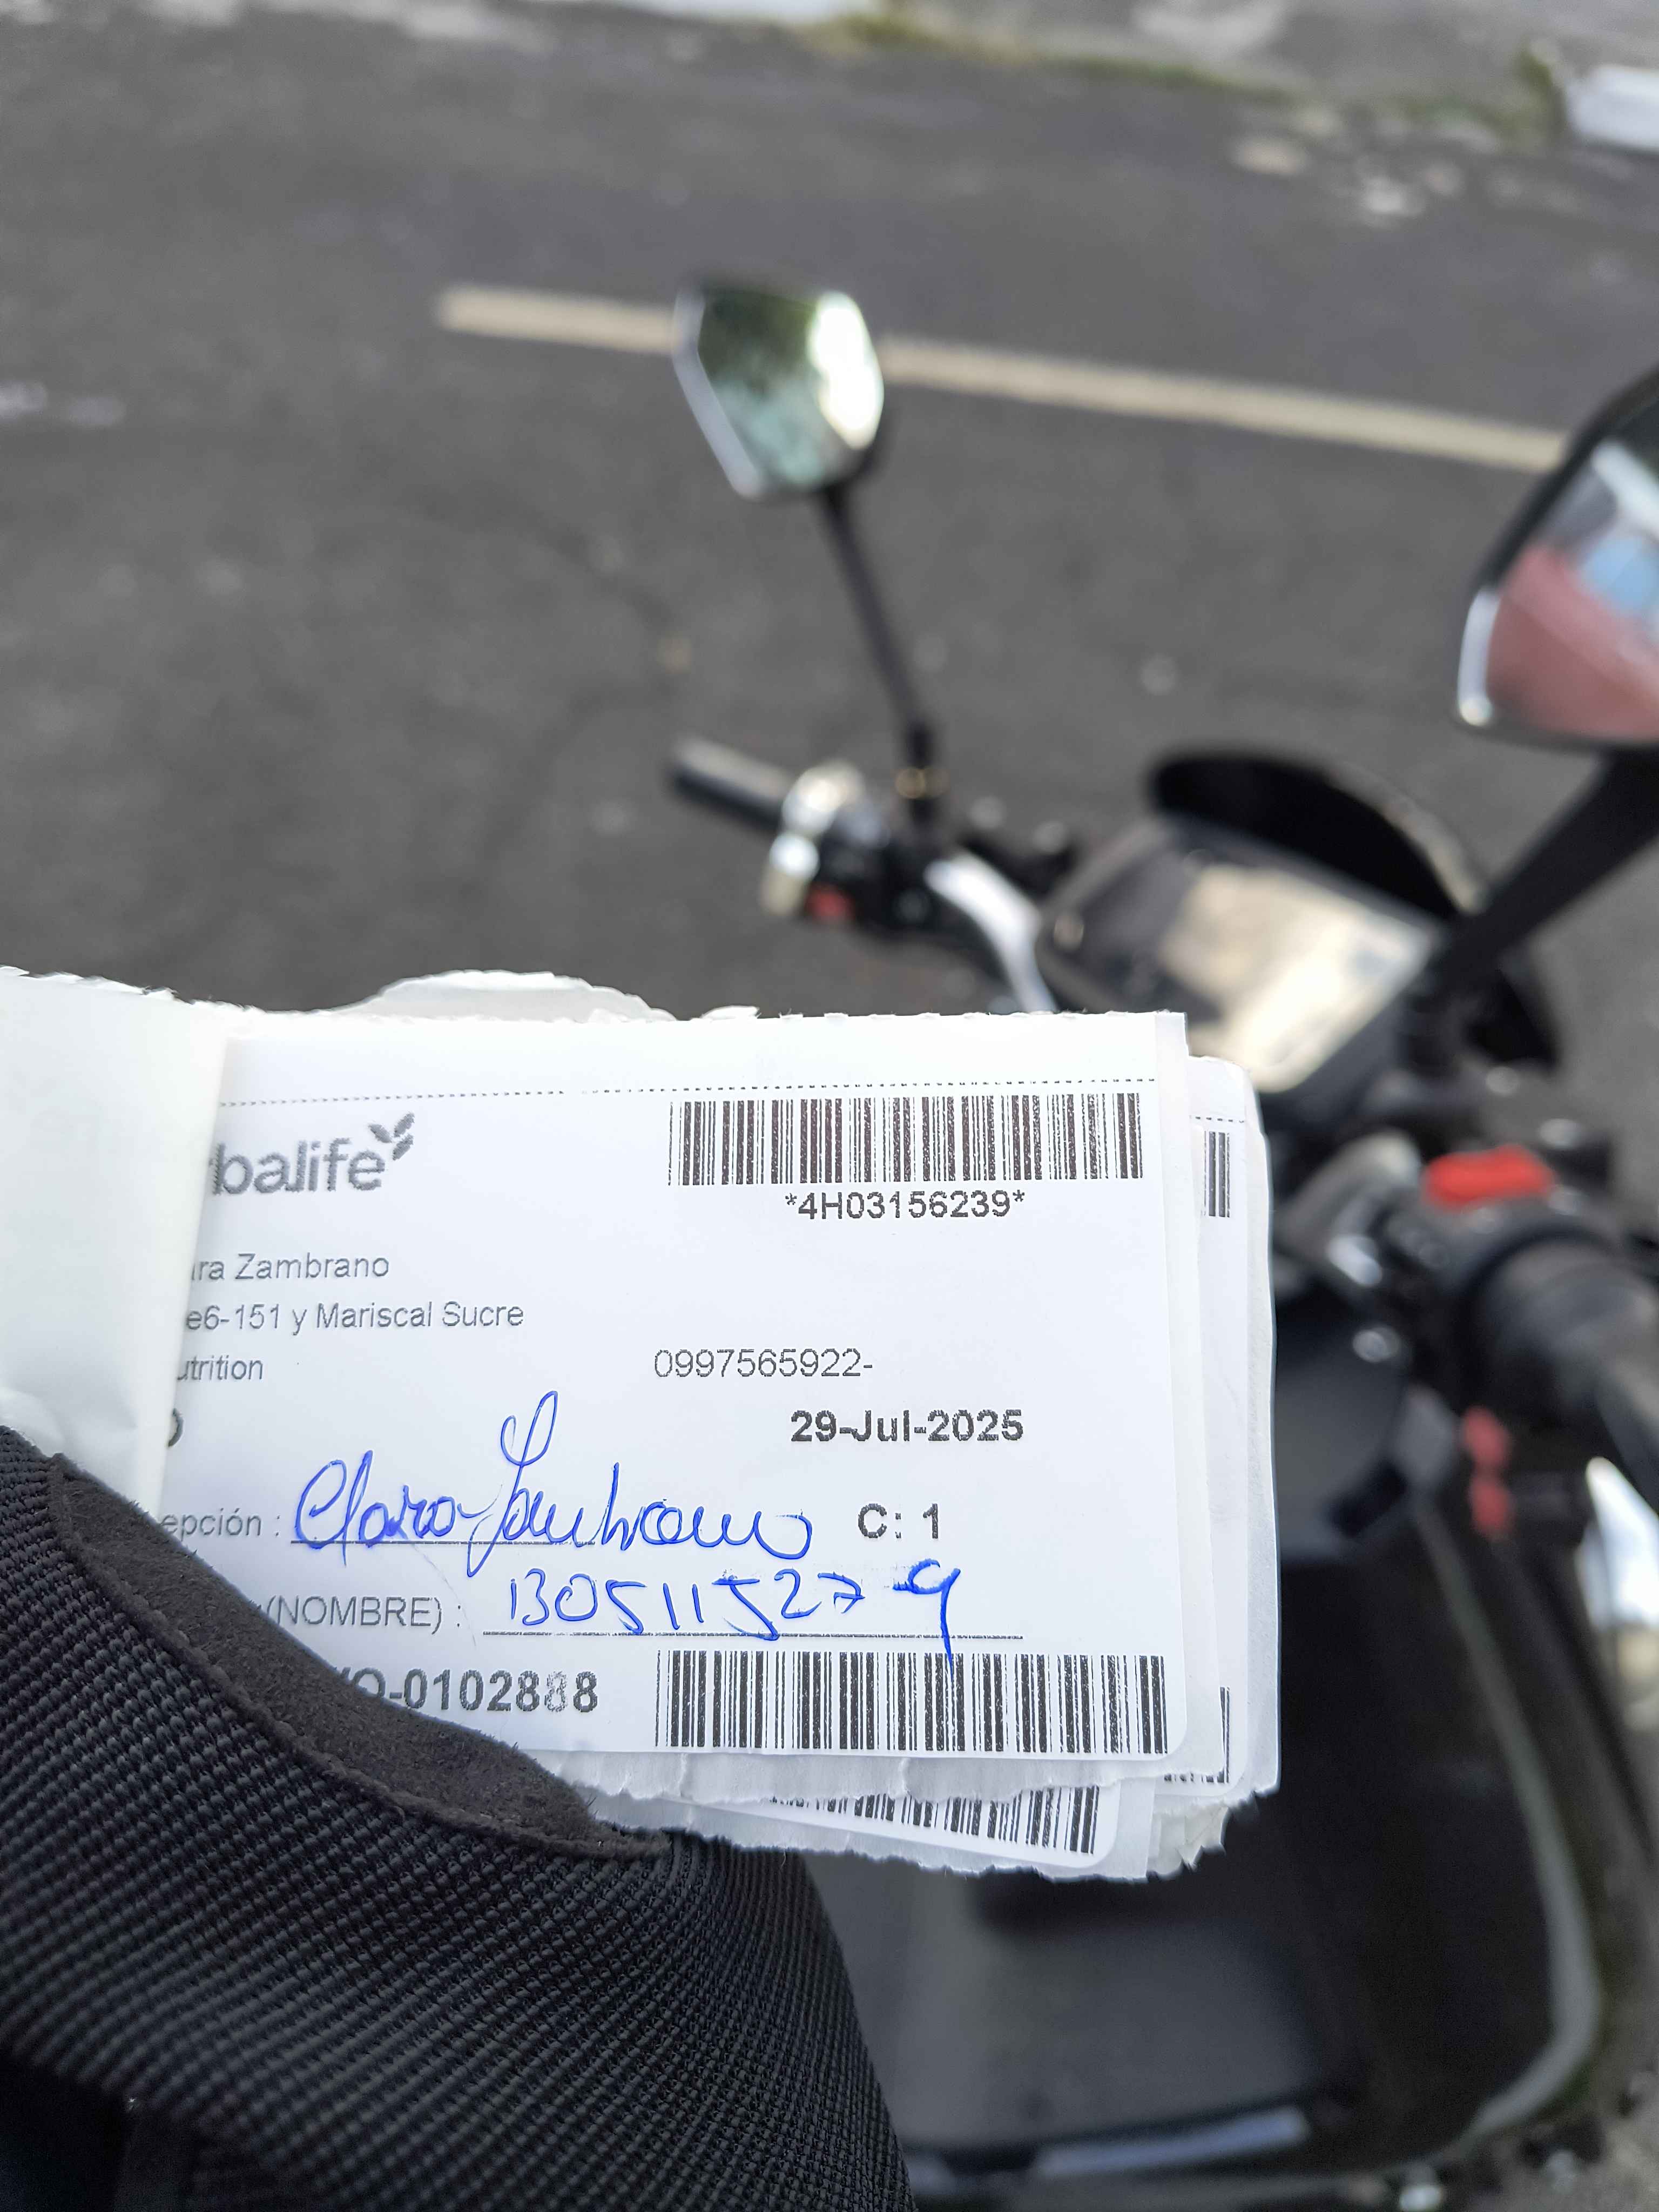 balife
*4H03156239*
ara Zambrano
e6-151 y Mariscal Sucre
utrition 0997565922-
29-Jul-2025
epción : Clara Zambrano C: 1
(NOMBRE) : 1305115279
O-0102888